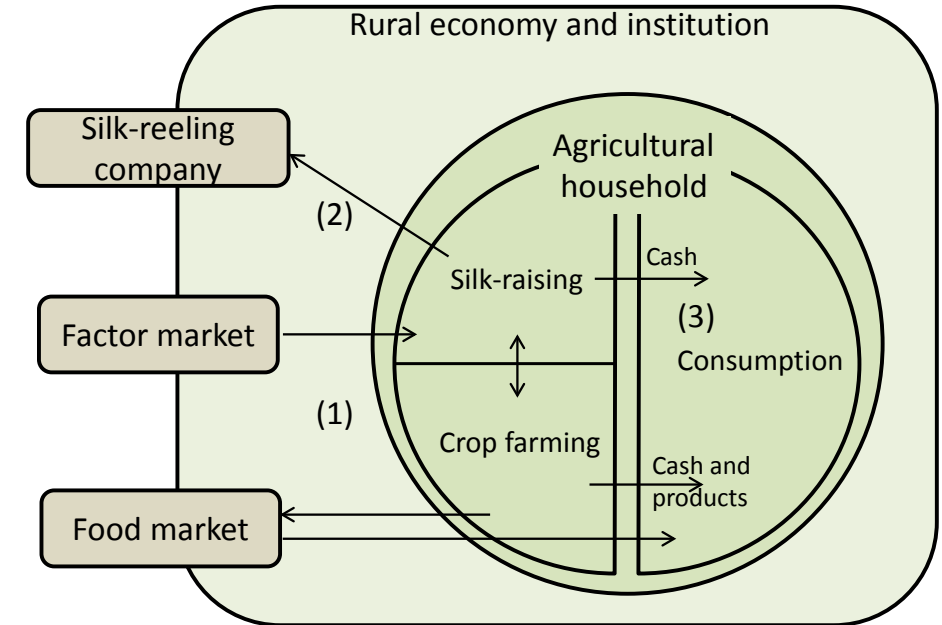 Rural economy and institution
Silk-reeling
company
Agricultural
household
(2)
Silk-raising
Cash
(3)
Factor market
Consumption
(1)
Crop farming
Cash and
products
Food market